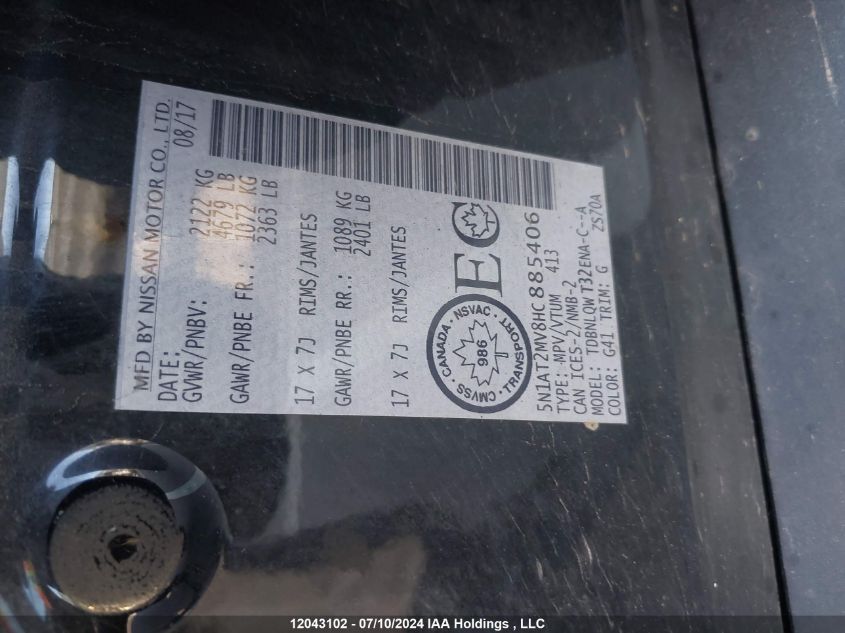 MFD BY NISSAN MOTOR CO., LTD.
DATE: 08/17
GVWR/PNBV: 2122 KG
4679 LB
GAWR/PNBE FR.: 1072 KG
2363 LB
17 X 7J RIMS/JANTES
GAWR/PNBE RR.: 1089 KG
2401 LB
17 X 7J RIMS/JANTES
CANADA · NSVAC · TRANSPORT · CMVSS ·
986
EC
5N1AT2MV8HC885406
TYPE: MPV/VTUM 413
CAN ICES-2/NMB-2
MODEL: TDBNLQW T32ENA-C--A
COLOR: G41 TRIM: G ZS70A
12043102 - 07/10/2024 IAA Holdings , LLC